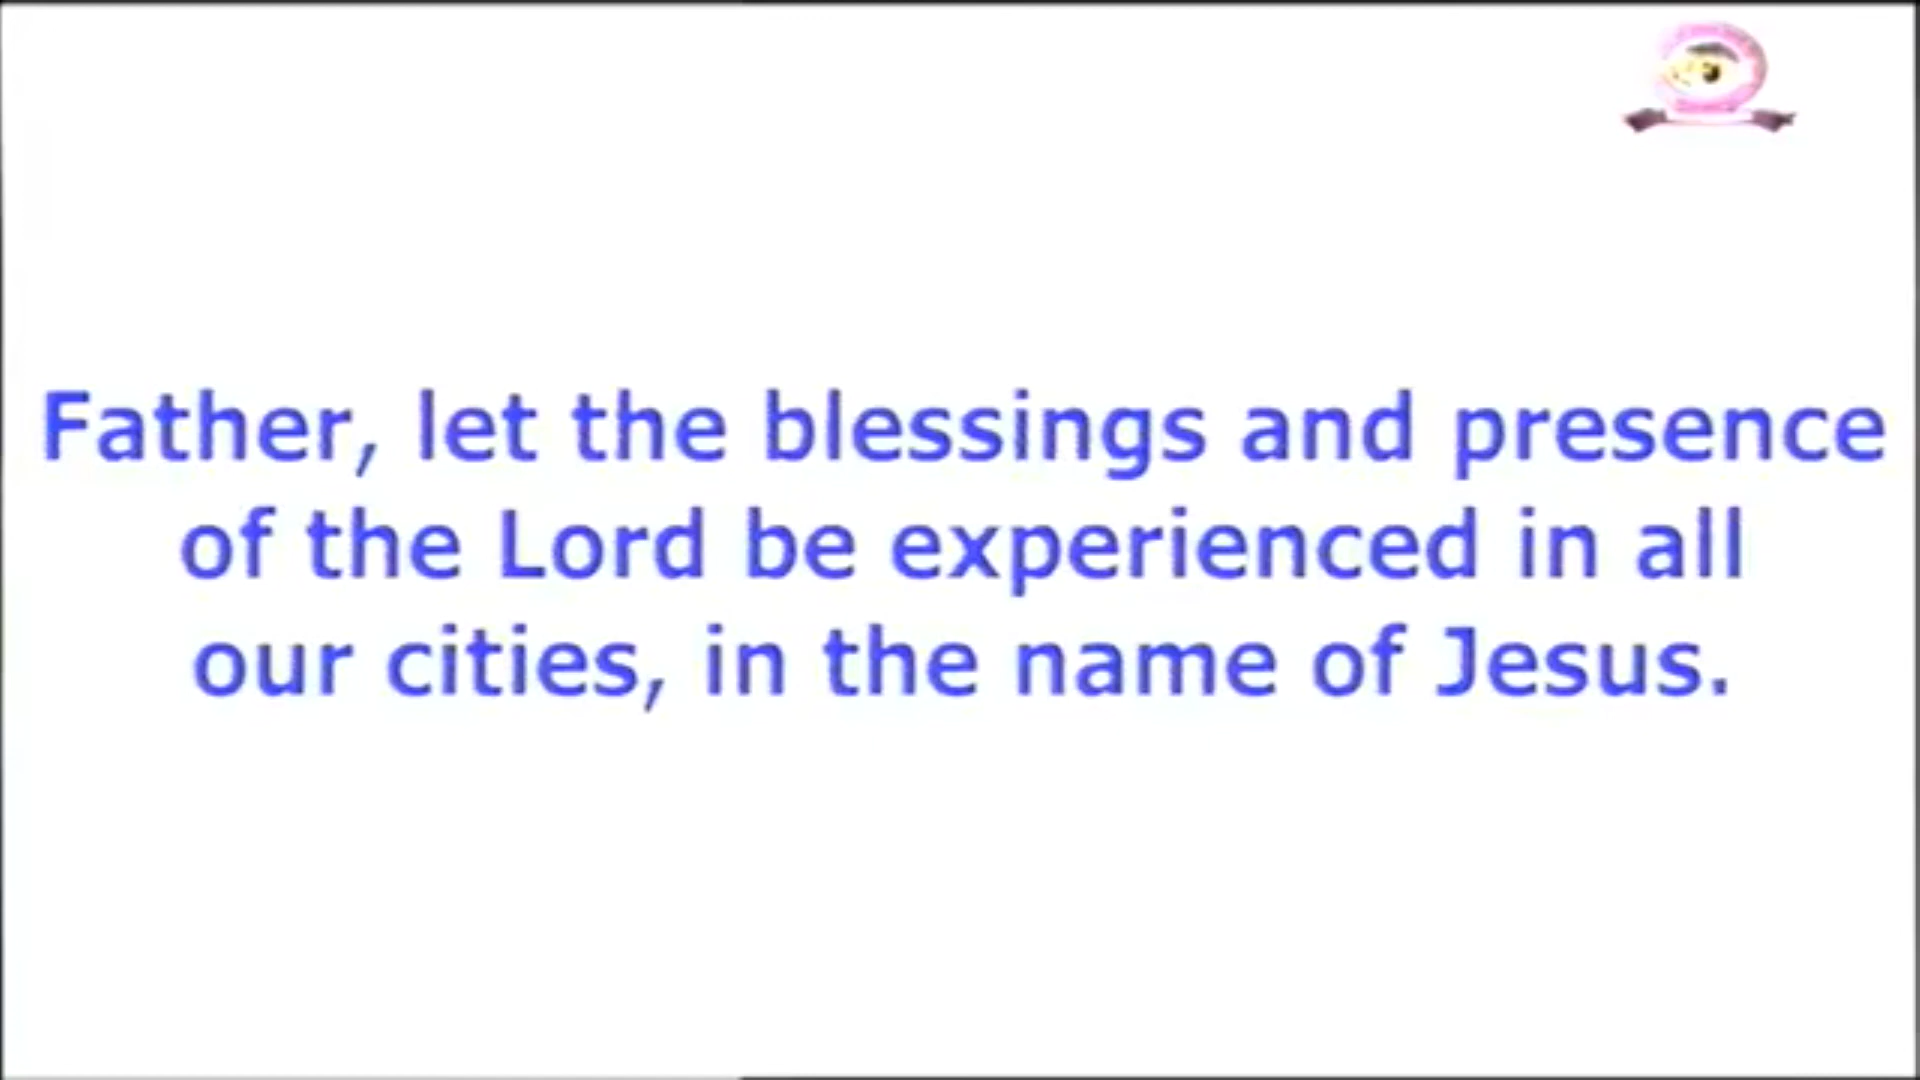 Father, let the blessings and presence
of the Lord be experienced in all
our cities, in the name of Jesus.